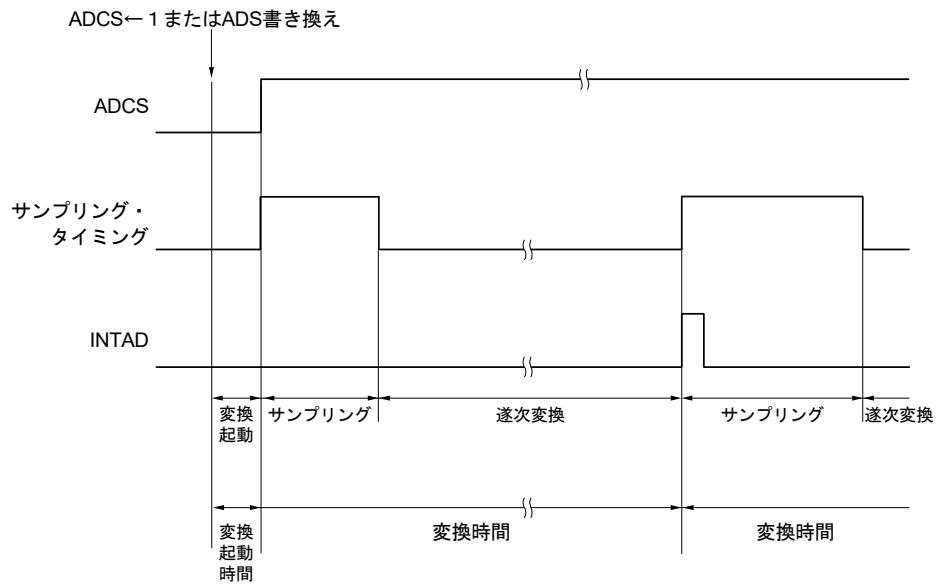 ADCS←1またはADS書き換え
ADCS
サンプリング・
タイミング
INTAD
変換
起動
サンプリング
遂次変換
サンプリング
遂次変換
変換
起動
時間
変換時間
変換時間